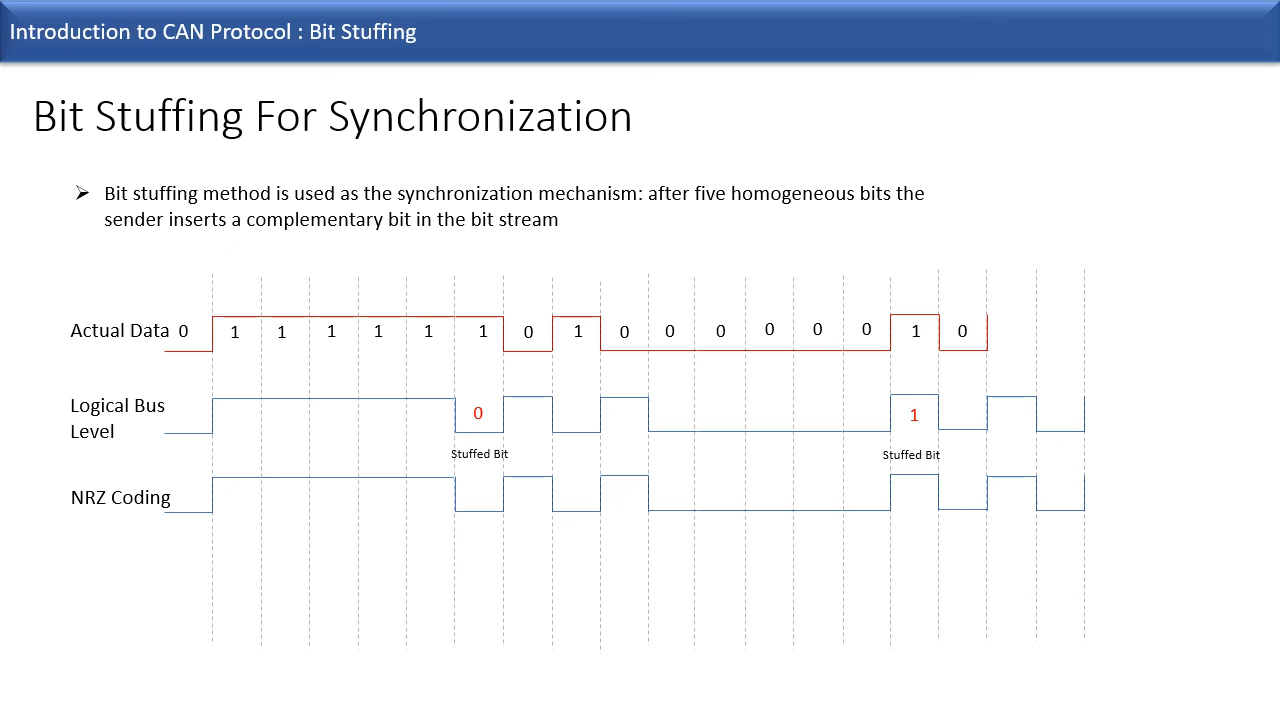 Introduction to CAN Protocol : Bit Stuffing
Bit Stuffing For Synchronization
Bit stuffing method is used as the synchronization mechanism: after five homogeneous bits the
sender inserts a complementary bit in the bit stream
Actual Data 0 1 1 1 1 1 1 0 1 0 0 0 0 0 0 1 0
Logical Bus
Level
0 1
Stuffed Bit Stuffed Bit
NRZ Coding